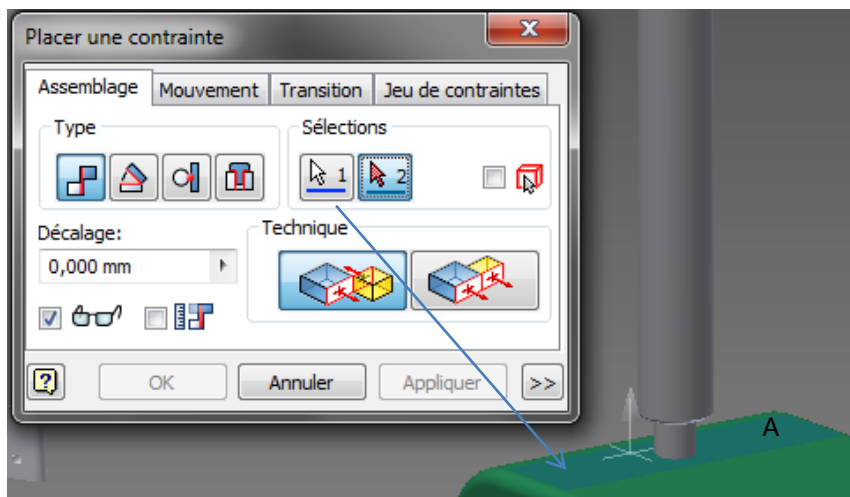 Placer une contrainte
Assemblage Mouvement Transition Jeu de contraintes
Type Sélections
1 2
Décalage: Technique
0,000 mm
? OK Annuler Appliquer >>
A